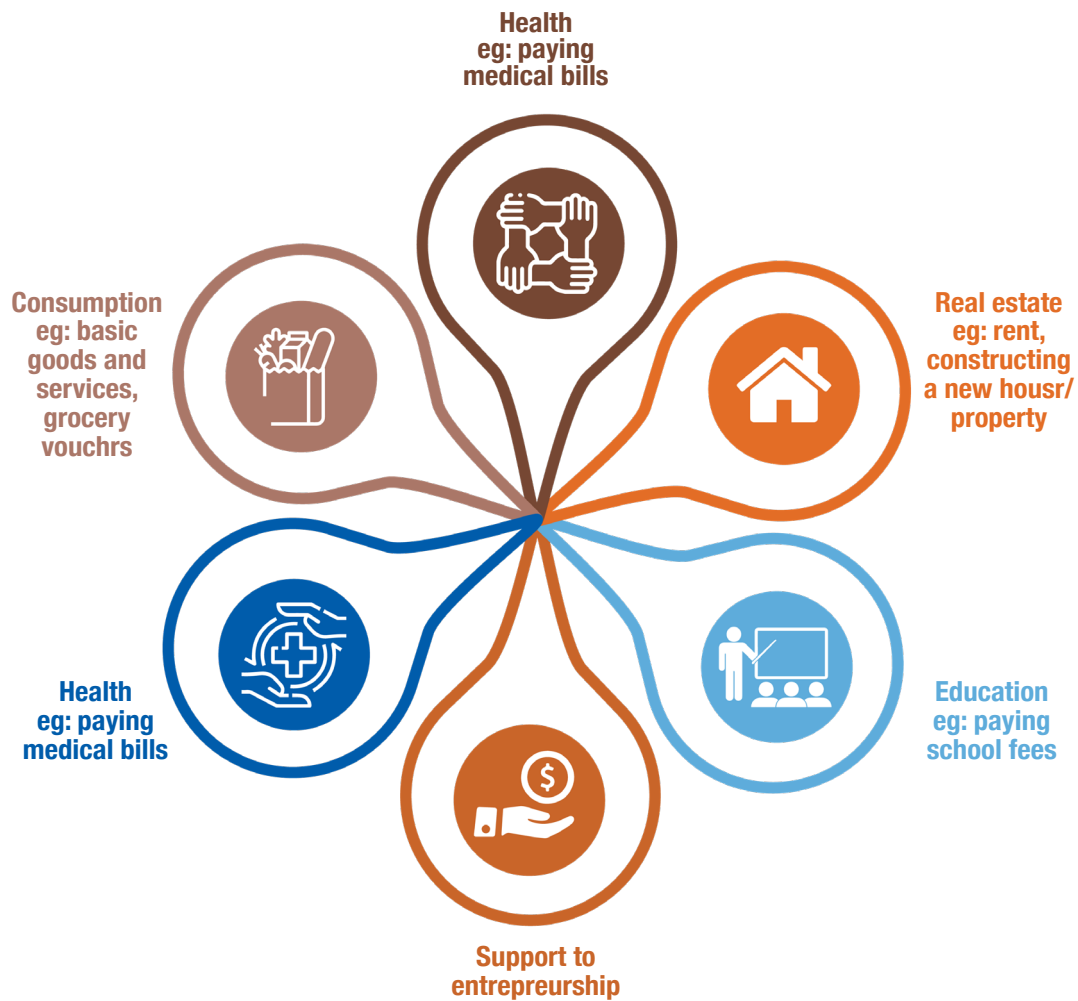 Health
eg: paying
medical bills
Consumption
eg: basic
goods and
services,
grocery
vouchrs
Real estate
eg: rent,
constructing
a new housr/
property
Health
eg: paying
medical bills
$
Education
eg: paying
school fees
Support to
entrepreurship